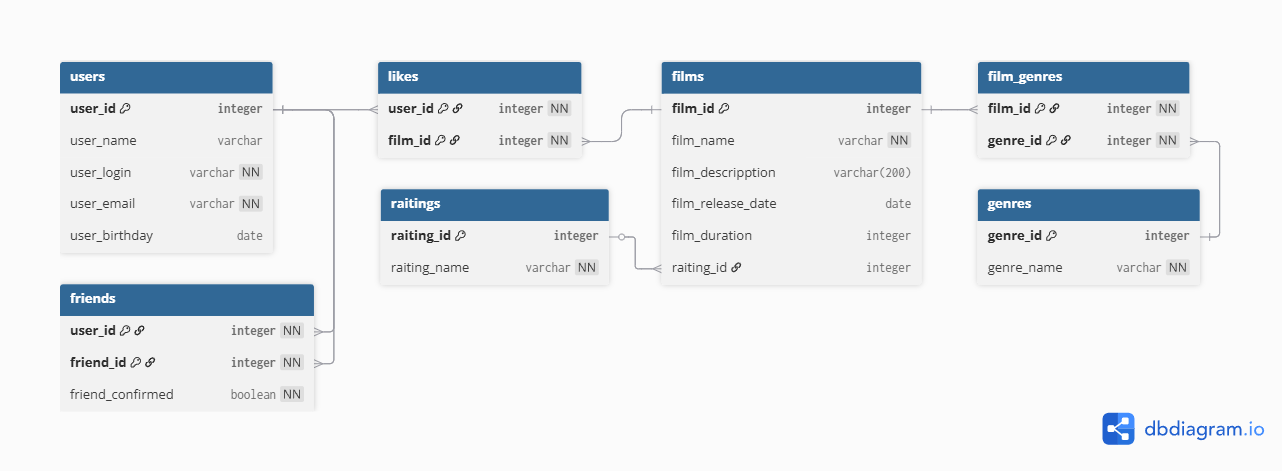 users
user_id integer
user_name varchar
user_login varchar NN
user_email varchar NN
user_birthday date
friends
user_id integer NN
friend_id integer NN
friend_confirmed boolean NN
likes
user_id integer NN
film_id integer NN
raitings
raiting_id integer
raiting_name varchar NN
films
film_id integer
film_name varchar NN
film_descripption varchar(200)
film_release_date date
film_duration integer
raiting_id integer
film_genres
film_id integer NN
genre_id integer NN
genres
genre_id integer
genre_name varchar NN
dbdiagram.io